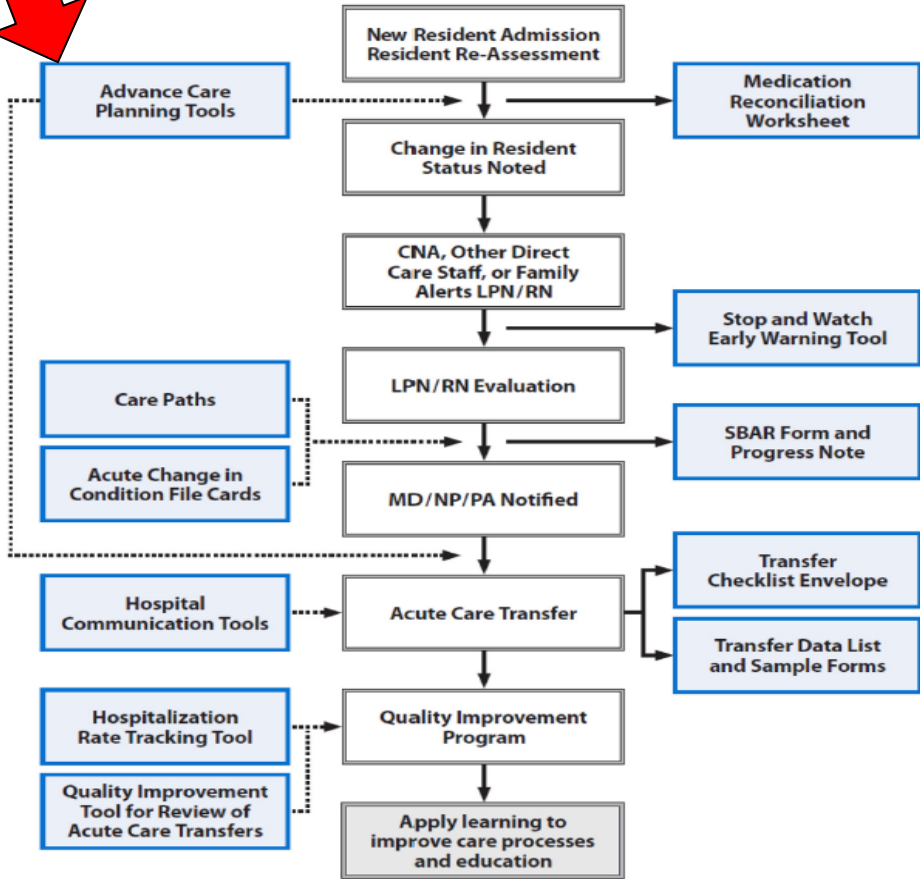 New Resident Admission
Resident Re-Assessment
Advance Care
Planning Tools
Medication
Reconciliation
Worksheet
Change in Resident
Status Noted
CNA, Other Direct
Care Staff, or Family
Alerts LPN/RN
Stop and Watch
Early Warning Tool
LPN/RN Evaluation
Care Paths
SBAR Form and
Progress Note
Acute Change in
Condition File Cards
MD/NP/PA Notified
Transfer
Checklist Envelope
Hospital
Communication Tools
Acute Care Transfer
Transfer Data List
and Sample Forms
Hospitalization
Rate Tracking Tool
Quality Improvement
Program
Quality Improvement
Tool for Review of
Acute Care Transfers
Apply learning to
improve care processes
and education